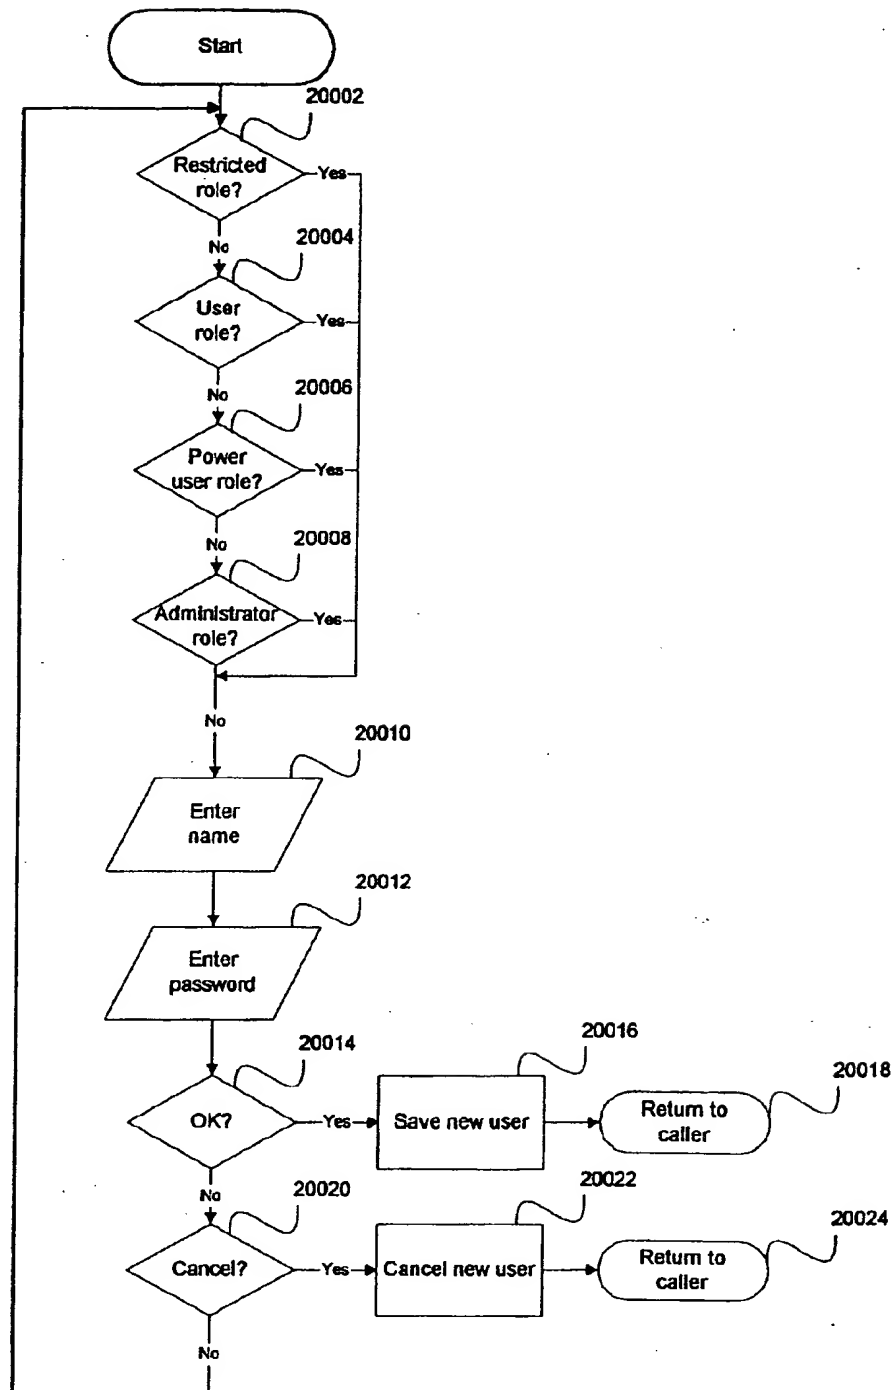 Start
20002
Restricted
role?
Yes
No
20004
User
role?
Yes
No
20006
Power
user role?
Yes
No
20008
Administrator
role?
Yes
No
20010
Enter
name
20012
Enter
password
20014
OK?
Yes
20016
Save new user
20018
Return to
caller
No
20020
Cancel?
Yes
20022
Cancel new user
20024
Return to
caller
No